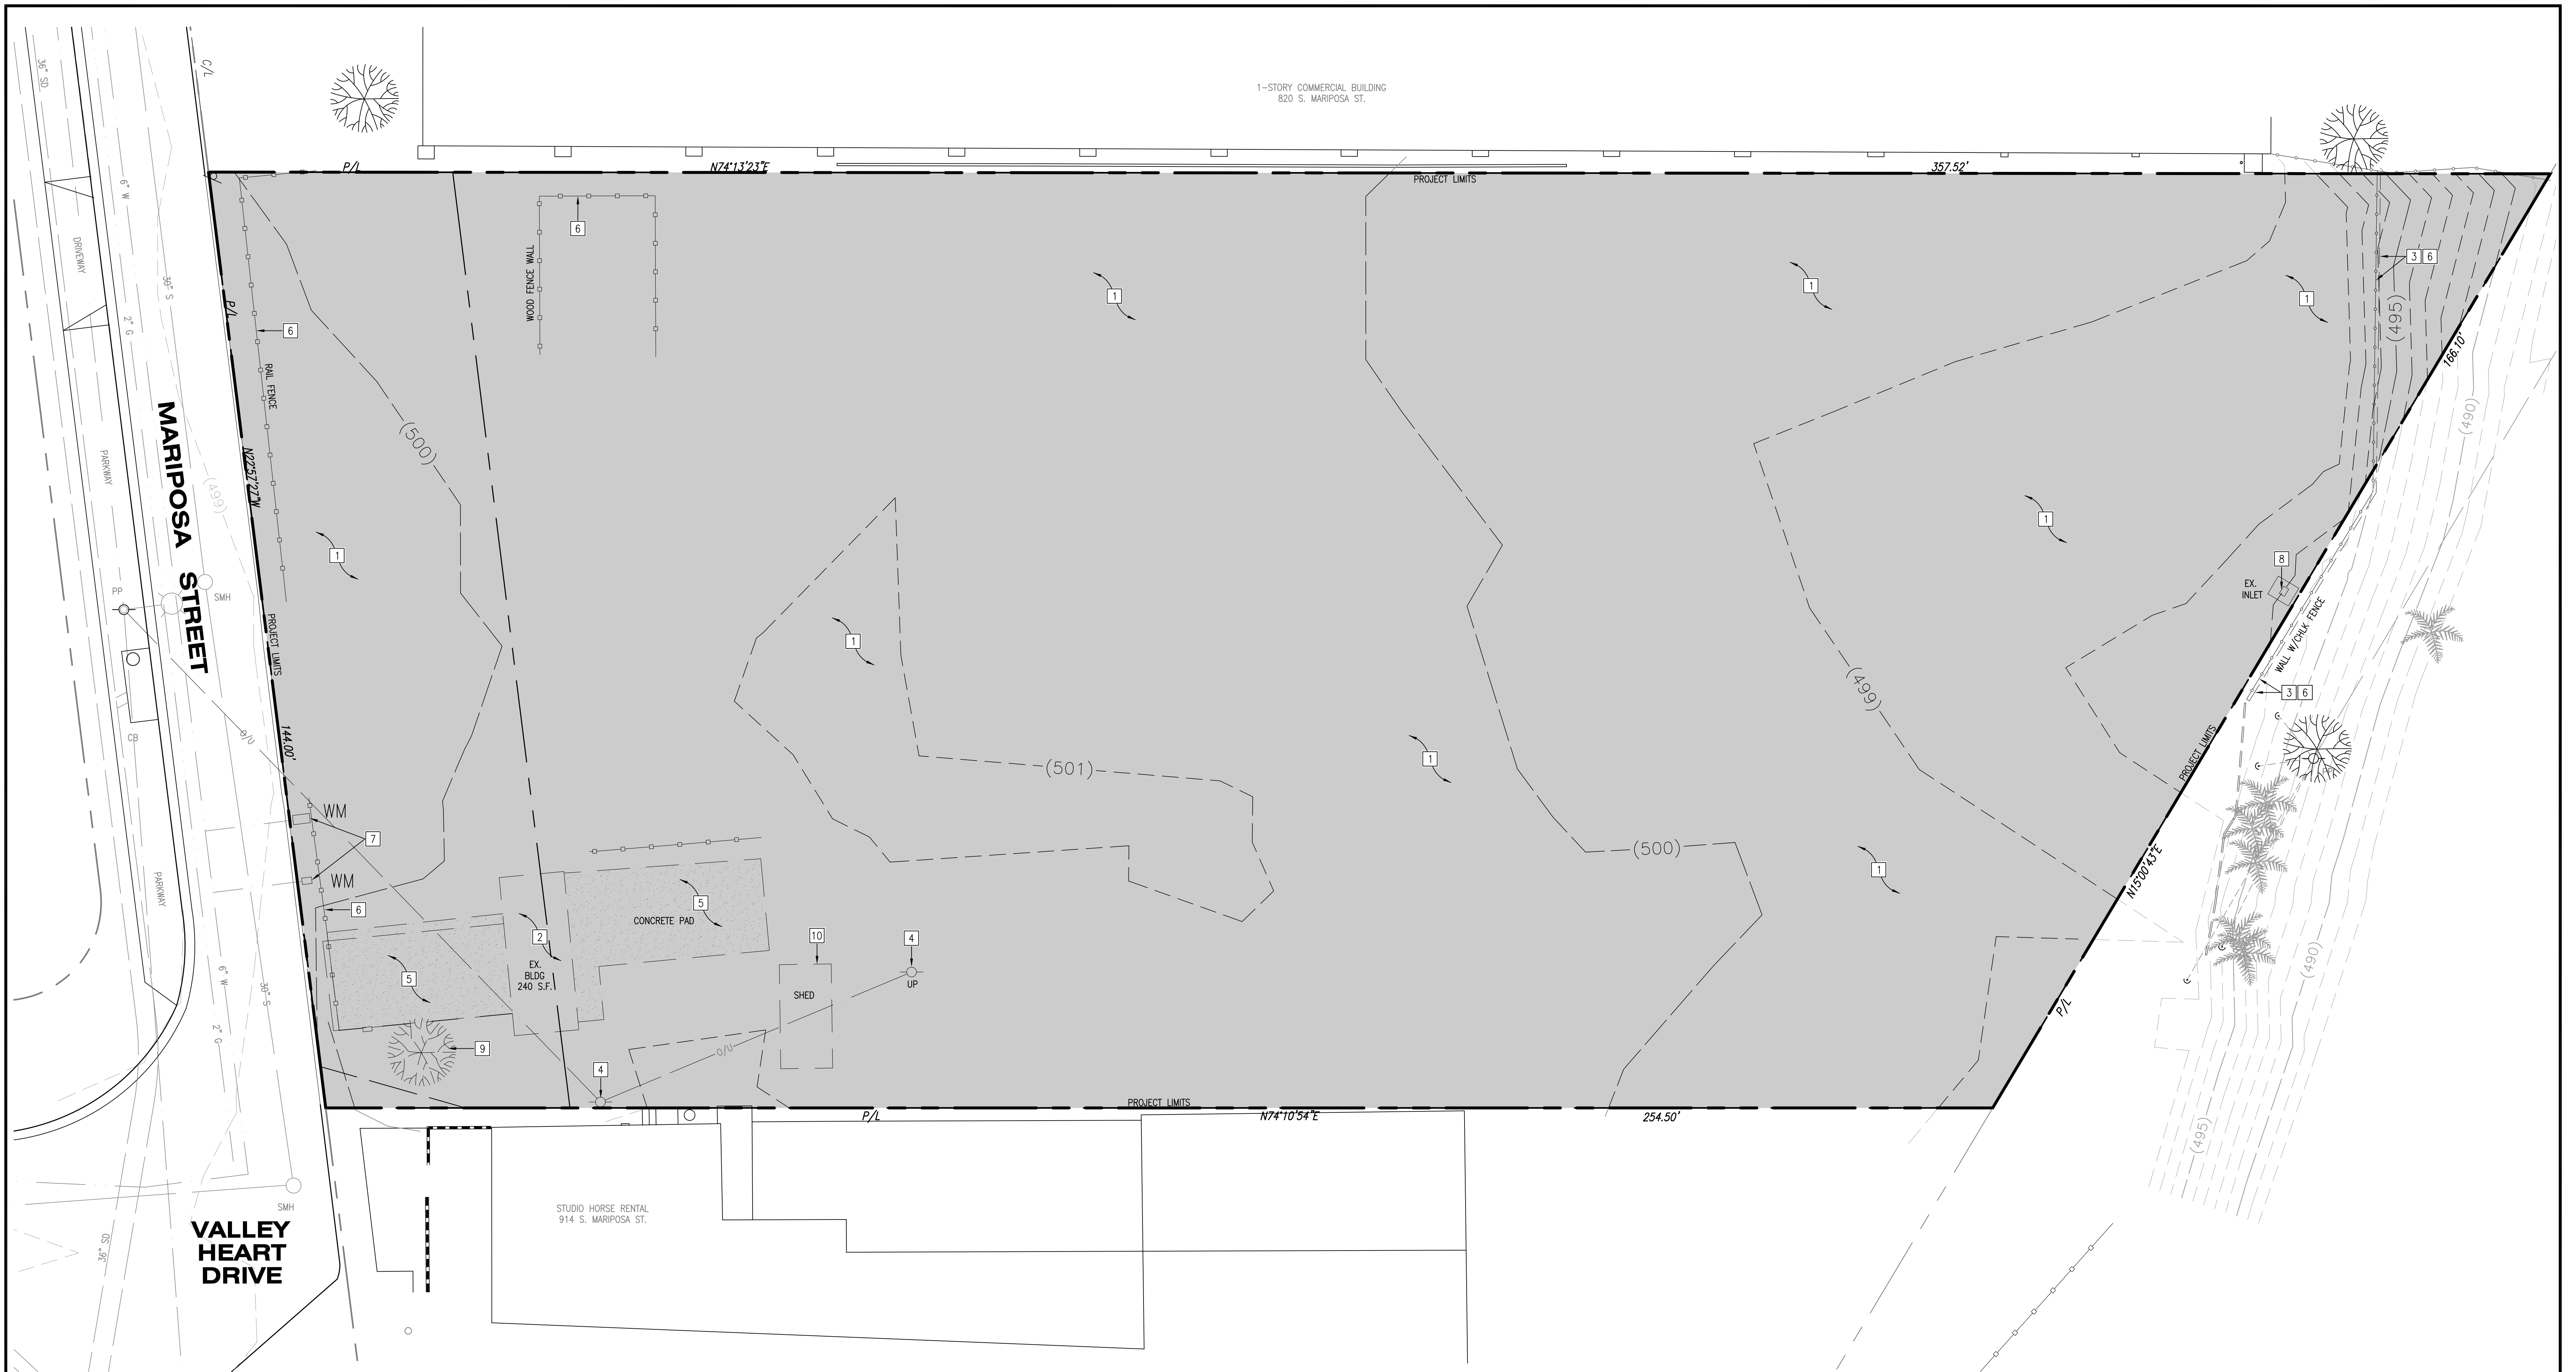 36" SD
C/L
1-STORY COMMERCIAL BUILDING
820 S. MARIPOSA ST.
P/L
N74°13'23"E
PROJECT LIMITS
357.52'
6" W
DRIVEWAY
30" S
2" G
P/L
6
WOOD FENCE WALL
6
RAIL FENCE
1
1
1
3 6
(495)
166.10'
(490)
MARIPOSA STREET
PARKWAY
(499)
N22°57'27"W
(500)
1
1
PP
SMH
PROJECT LIMITS
1
8
EX.
INLET
WALL W/CHLK FENCE
3 6
(499)
CB
O/U
144.00'
(501)
1
PROJECT LIMITS
PP
WM
7
WM
(500)
1
N15°00'43"E
PARKWAY
6
5
CONCRETE PAD
2
EX.
BLDG
240 S.F.
5
10
SHED
4
UP
(490)
6" W
30" S
2" G
9
O/U
4
P/L
P/L
PROJECT LIMITS
N74°10'54"E
254.50'
(495)
SMH
36" SD
VALLEY
HEART
DRIVE
STUDIO HORSE RENTAL
914 S. MARIPOSA ST.